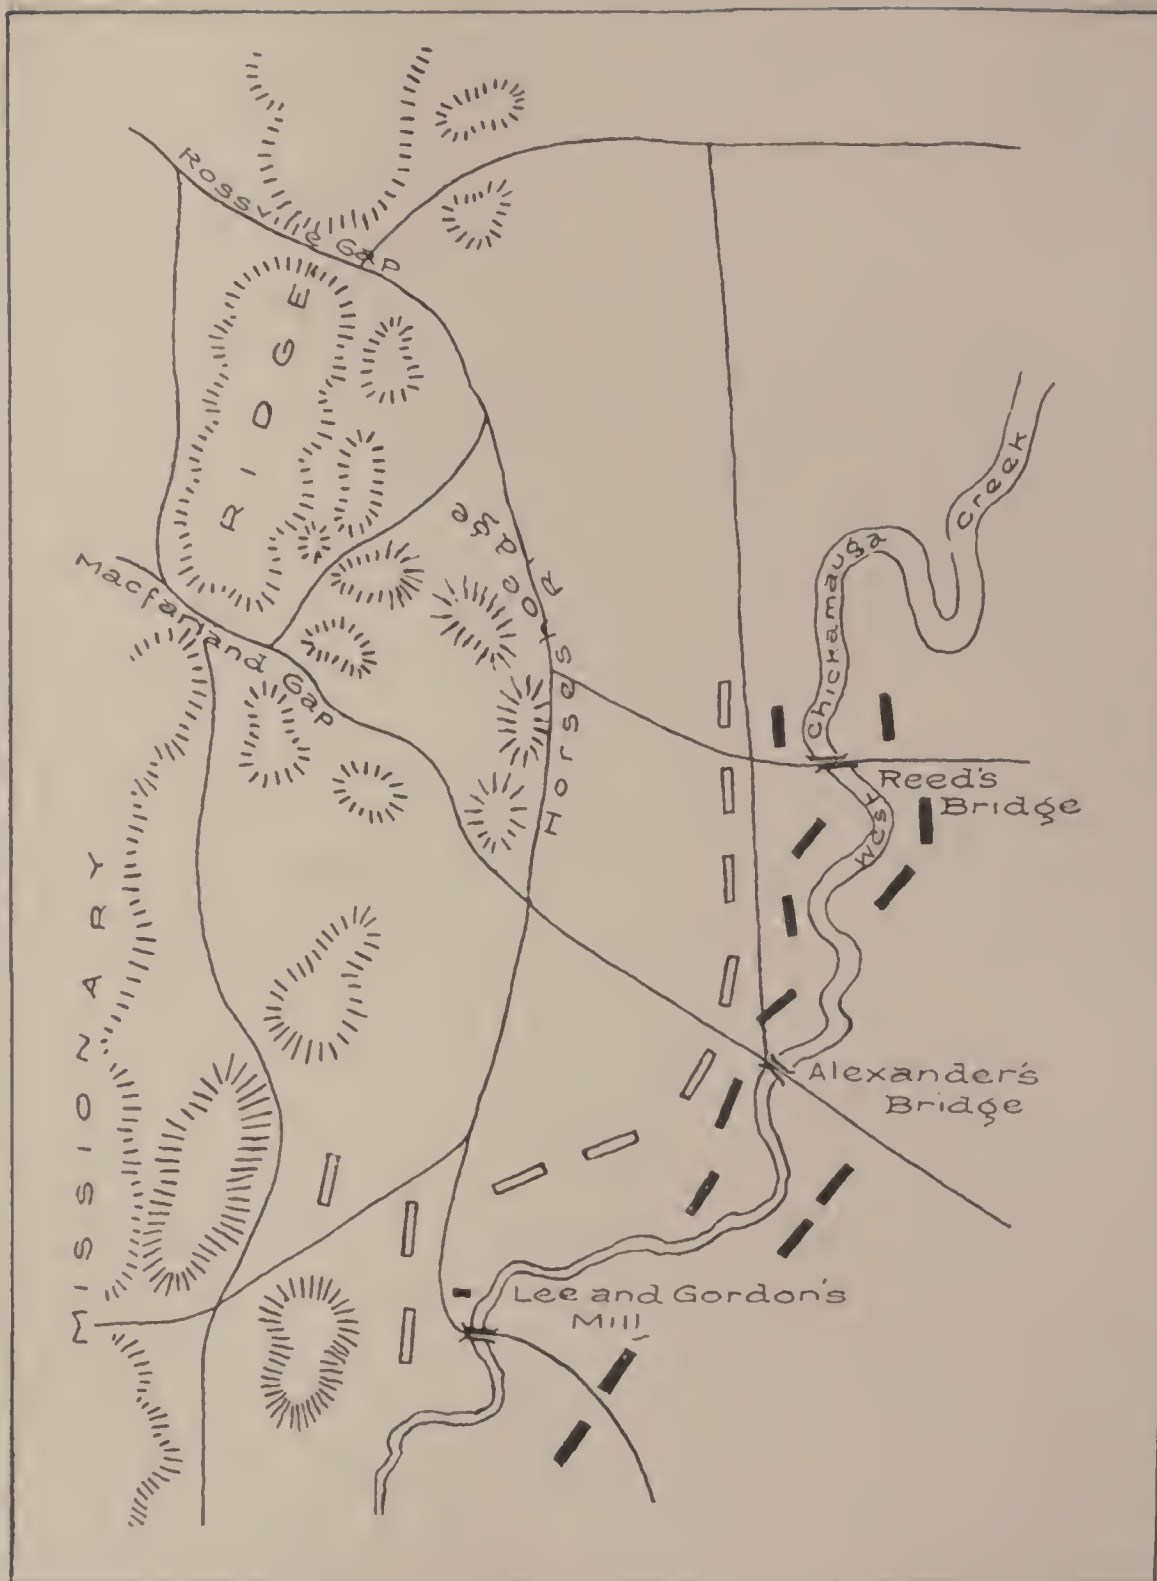 Rossville Gap
RIDGE
Macfarland Gap
Horseshoe Ridge
MISSIONARY
West Chickamauga Creek
Reed's
Bridge
Alexander's
Bridge
Lee and Gordon's
Mill